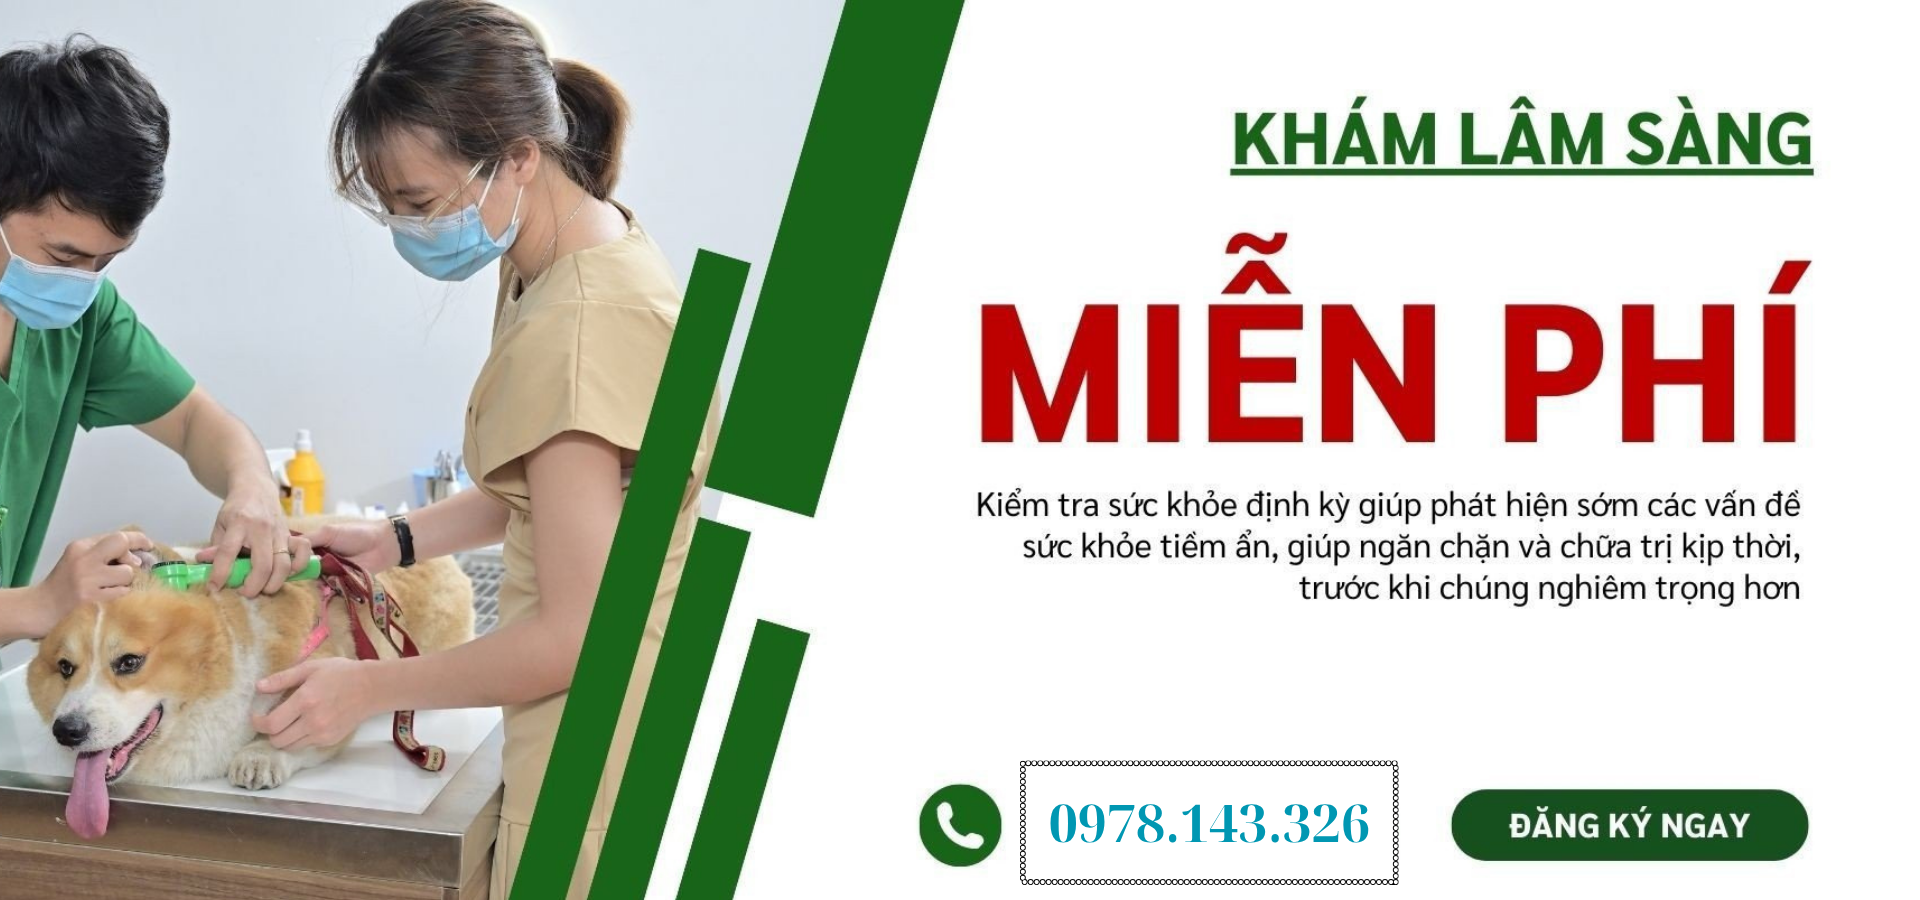 KHÁM LÂM SÀNG
MIỄN PHÍ
Kiểm tra sức khỏe định kỳ giúp phát hiện sớm các vấn đề
sức khỏe tiềm ẩn, giúp ngăn chặn và chữa trị kịp thời,
trước khi chúng nghiêm trọng hơn
0978.143.326
ĐĂNG KÝ NGAY